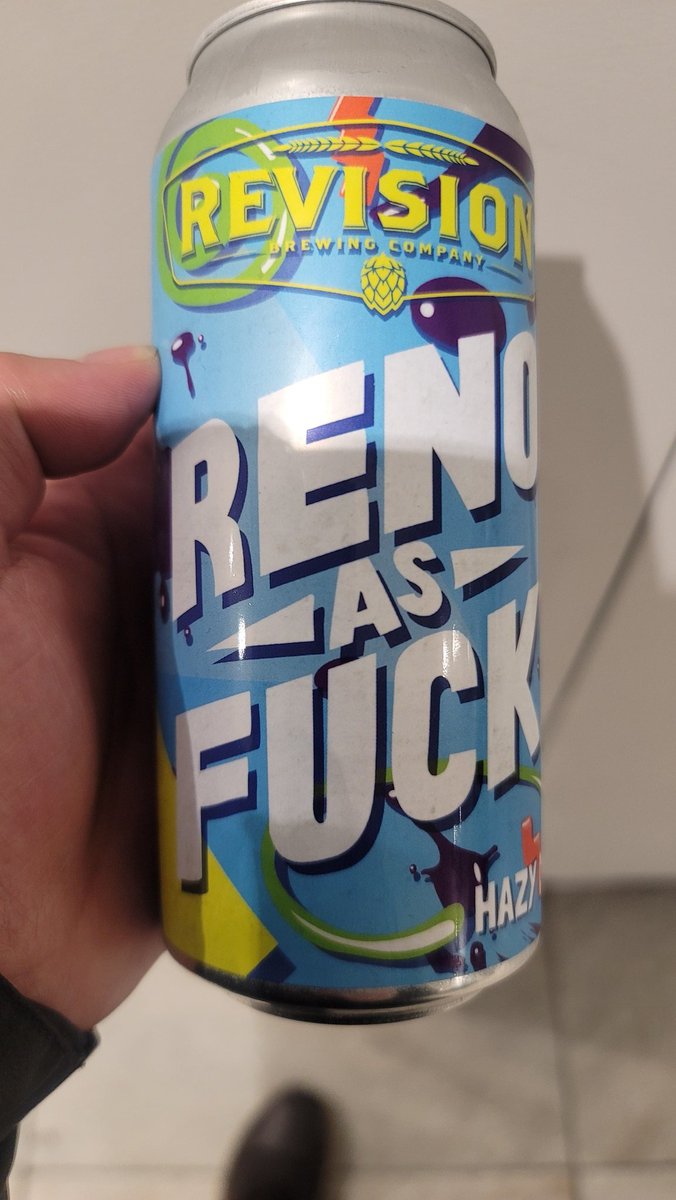 REVISION
BREWING COMPANY
RENO
AS
FUCK
HAZY